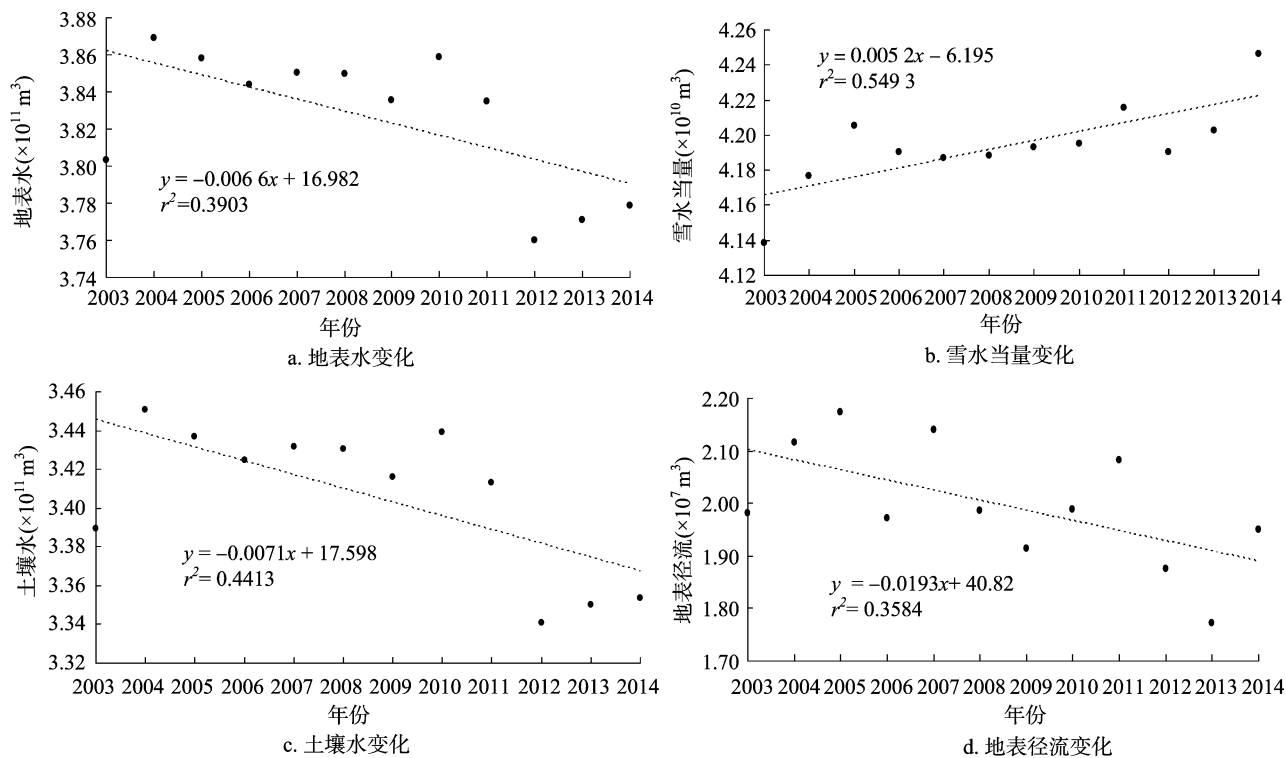 3.88
3.86
3.84
3.82
3.80
3.78
3.76
3.74
地表水(×10¹¹ m³)
y = −0.006 6x + 16.982
r²=0.3903
2003 2004 2005 2006 2007 2008 2009 2010 2011 2012 2013 2014
年份
a. 地表水变化
4.26
4.24
4.22
4.20
4.18
4.16
4.14
4.12
雪水当量(×10¹⁰ m³)
y = 0.005 2x − 6.195
r²= 0.549 3
2003 2004 2005 2006 2007 2008 2009 2010 2011 2012 2013 2014
年份
b. 雪水当量变化
3.46
3.44
3.42
3.40
3.38
3.36
3.34
3.32
土壤水(×10¹¹ m³)
y = −0.0071x + 17.598
r²= 0.4413
2003 2004 2005 2006 2007 2008 2009 2010 2011 2012 2013 2014
年份
c. 土壤水变化
2.20
2.10
2.00
1.90
1.80
1.70
地表径流(×10⁷ m³)
y = −0.0193x+ 40.82
r²= 0.3584
2003 2004 2005 2006 2007 2008 2009 2010 2011 2012 2013 2014
年份
d. 地表径流变化